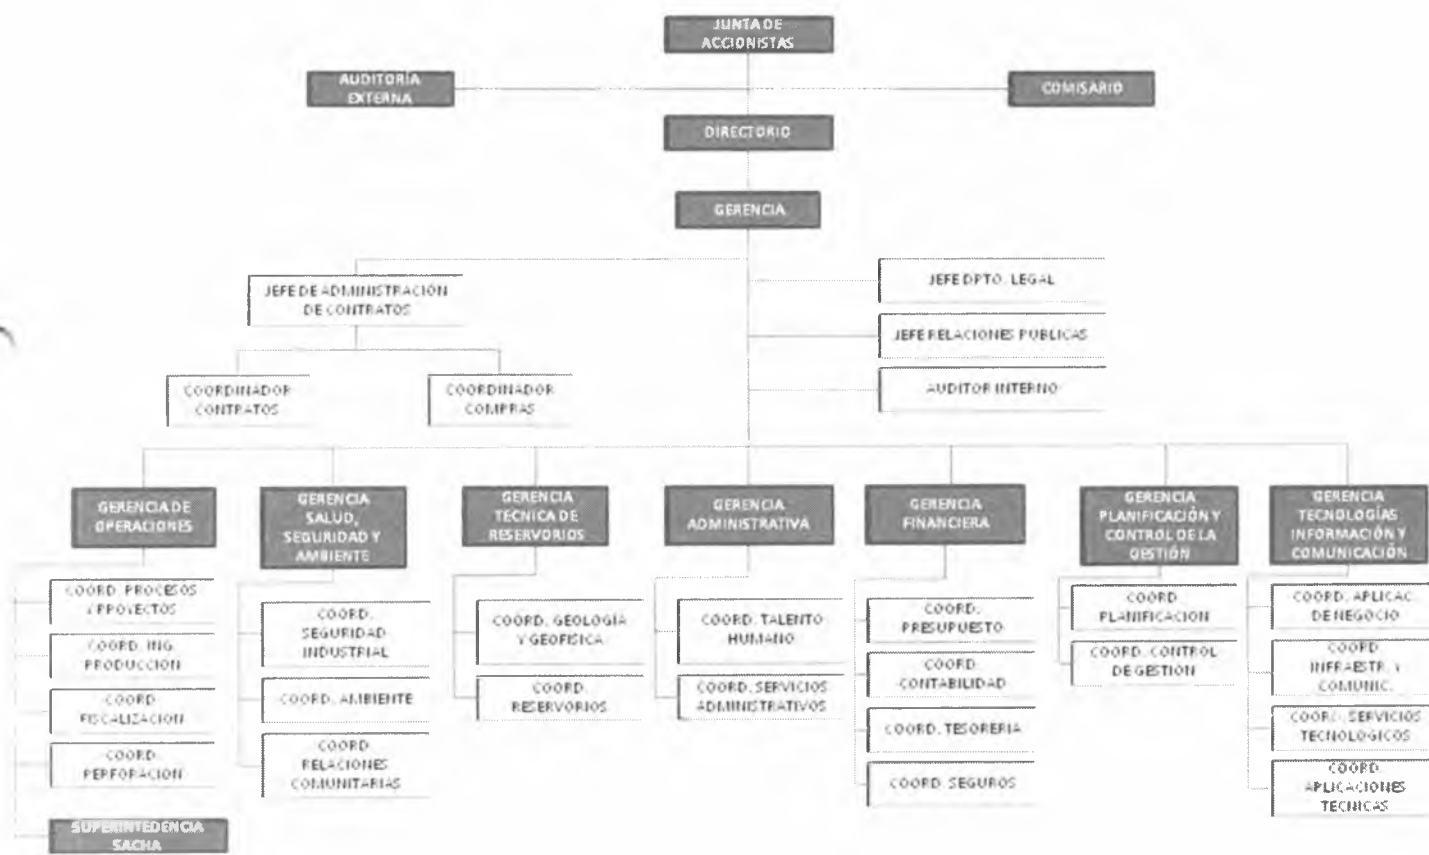 JUNTA DE
ACCIONISTAS
AUDITORÍA
EXTERNA
COMISARIO
DIRECTORIO
GERENCIA
JEFE DE ADMINISTRACIÓN
DE CONTRATOS
JEFE DPTO. LEGAL
JEFE RELACIONES PÚBLICAS
AUDITOR INTERNO
COORDINADOR
CONTRATOS
COORDINADOR
COMPRAS
GERENCIA DE
OPERACIONES
GERENCIA
SALUD,
SEGURIDAD Y
AMBIENTE
GERENCIA
TECNICA DE
RESERVORIOS
GERENCIA
ADMINISTRATIVA
GERENCIA
FINANCIERA
GERENCIA
PLANIFICACIÓN Y
CONTROL DE LA
GESTIÓN
GERENCIA
TECNOLOGÍAS
INFORMACIÓN Y
COMUNICACIÓN
COORD. PROCESOS
Y PROYECTOS
COORD. ING.
PRODUCCIÓN
COORD.
FISCALIZACION
COORD.
PERFORACIÓN
SUPERINTEDENCIA
SACHA
COORD.
SEGURIDAD
INDUSTRIAL
COORD. AMBIENTE
COORD.
RELACIONES
COMUNITARIAS
COORD. GEOLOGÍA
Y GEOFISICA
COORD.
RESERVORIOS
COORD. TALENTO
HUMANO
COORD. SERVICIOS
ADMINISTRATIVOS
COORD.
PRESUPUESTO
COORD.
CONTABILIDAD
COORD. TESORERIA
COORD. SEGUROS
COORD.
PLANIFICACION
COORD. CONTROL
DE GESTIÓN
COORD. APLICAC.
DE NEGOCIO
COORD.
INFRAESTR. Y
COMUNIC.
COORD. SERVICIOS
TECNOLOGICOS
COORD.
APLICACIONES
TECNICAS